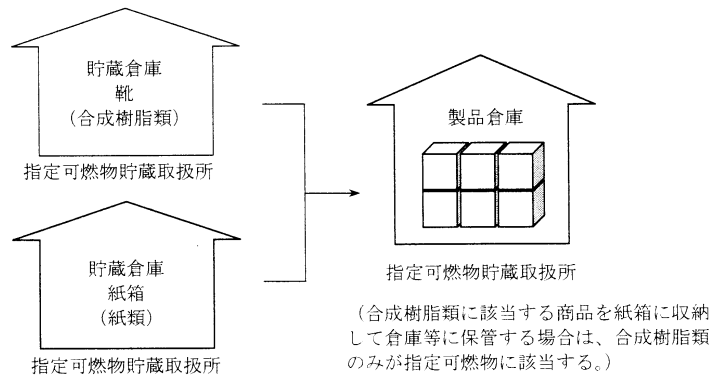 貯蔵倉庫
靴
（合成樹脂類）
指定可燃物貯蔵取扱所
貯蔵倉庫
紙箱
（紙類）
指定可燃物貯蔵取扱所
製品倉庫
指定可燃物貯蔵取扱所
（合成樹脂類に該当する商品を紙箱に収納
して倉庫等に保管する場合は、合成樹脂類
のみが指定可燃物に該当する。）